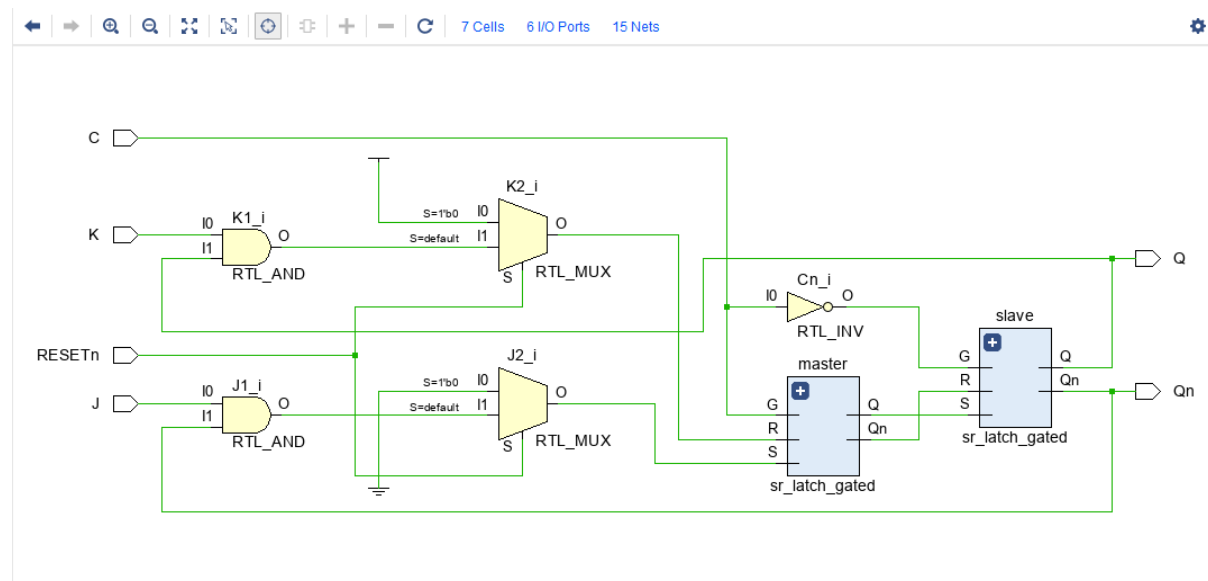 7 Cells 6 I/O Ports 15 Nets
C
K2_i
S=1'b0 I0 O
K I0 K1_i O
I1 S=default I1
RTL_AND S RTL_MUX
Q
Cn_i
I0 O
RTL_INV
slave
G Q
R Qn
S
sr_latch_gated
RESETn
J2_i
S=1'b0 I0 O
J I0 J1_i O
I1 S=default I1
RTL_AND S RTL_MUX
master
G Q
R Qn
S
sr_latch_gated
Qn